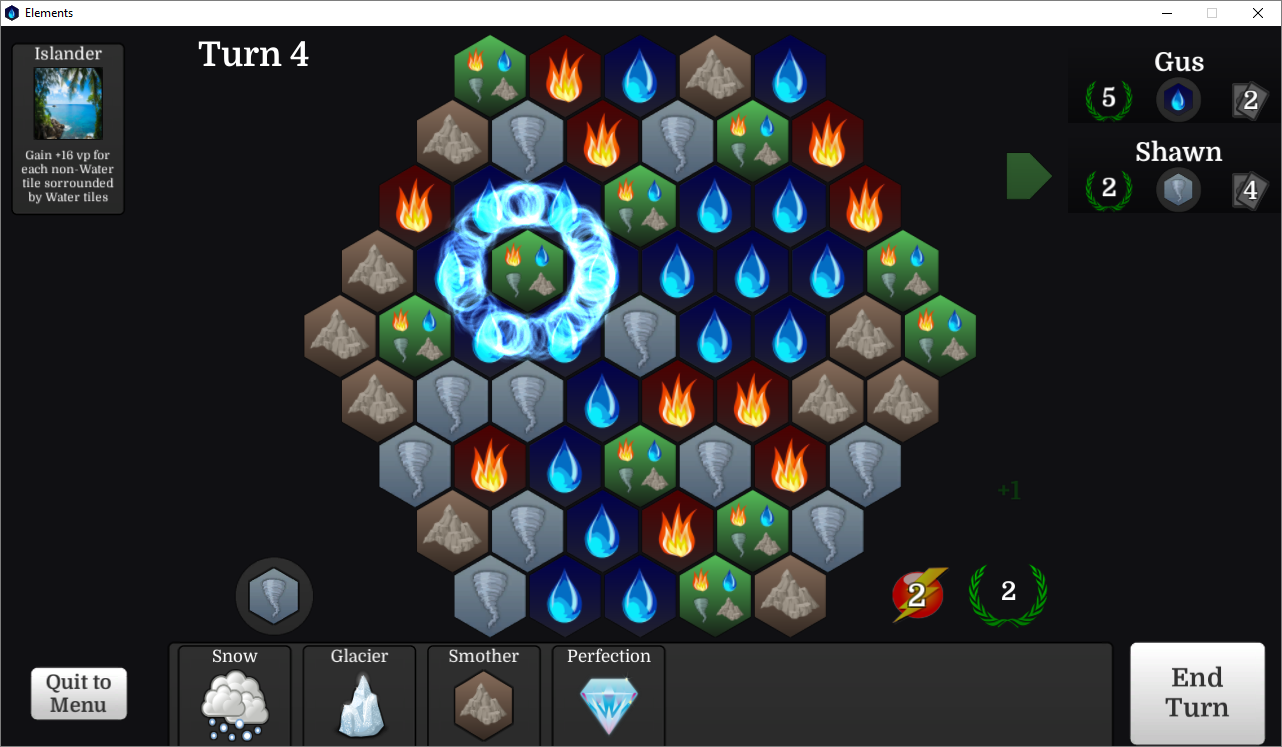 Elements
Islander
Gain +16 vp for
each non-Water
tile sorrounded
by Water tiles
Turn 4
Gus
5
2
Shawn
2
4
+1
2
2
Quit to
Menu
Snow
Glacier
Smother
Perfection
End
Turn